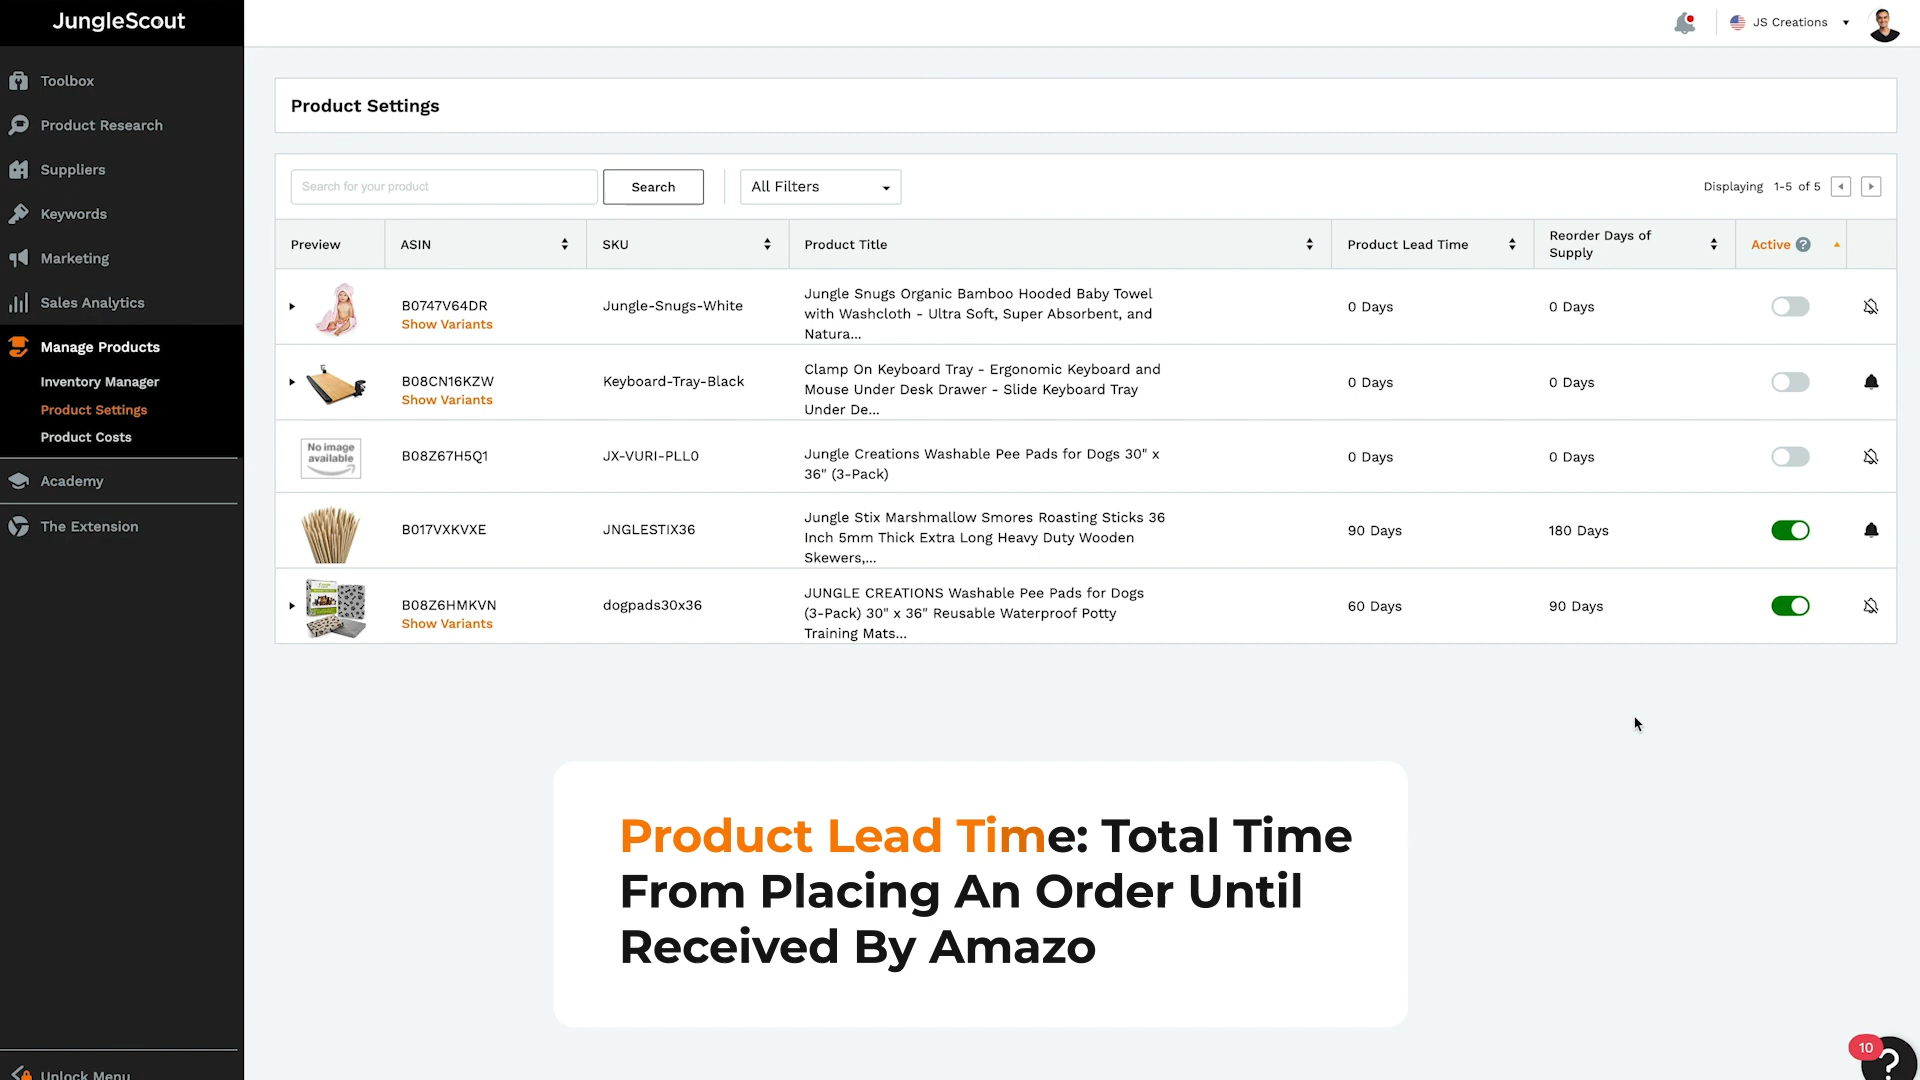 JungleScout
JS Creations
Toolbox
Product Research
Suppliers
Keywords
Marketing
Sales Analytics
Manage Products
Inventory Manager
Product Settings
Product Costs
Academy
The Extension
Unlock Menu
Product Settings
Search for your product
Search
All Filters
Displaying 1-5 of 5
Preview
ASIN
SKU
Product Title
Product Lead Time
Reorder Days of
Supply
Active ?
B0747V64DR
Show Variants
Jungle-Snugs-White
Jungle Snugs Organic Bamboo Hooded Baby Towel
with Washcloth - Ultra Soft, Super Absorbent, and
Natura...
0 Days
0 Days
B08CN16KZW
Show Variants
Keyboard-Tray-Black
Clamp On Keyboard Tray - Ergonomic Keyboard and
Mouse Under Desk Drawer - Slide Keyboard Tray
Under De...
0 Days
0 Days
No image
available
B08Z67H5Q1
JX-VURI-PLL0
Jungle Creations Washable Pee Pads for Dogs 30" x
36" (3-Pack)
0 Days
0 Days
B017VXKVXE
JNGLESTIX36
Jungle Stix Marshmallow Smores Roasting Sticks 36
Inch 5mm Thick Extra Long Heavy Duty Wooden
Skewers,...
90 Days
180 Days
B08Z6HMKVN
Show Variants
dogpads30x36
JUNGLE CREATIONS Washable Pee Pads for Dogs
(3-Pack) 30" x 36" Reusable Waterproof Potty
Training Mats...
60 Days
90 Days
Product Lead Time: Total Time
From Placing An Order Until
Received By Amazo
10
?